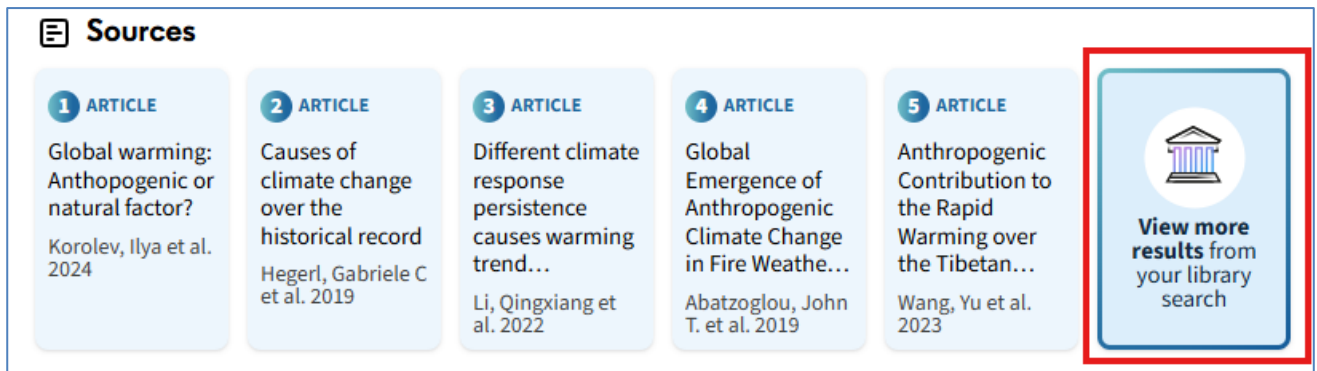 Sources
1 ARTICLE
Global warming:
Anthopogenic or
natural factor?
Korolev, Ilya et al.
2024
2 ARTICLE
Causes of
climate change
over the
historical record
Hegerl, Gabriele C
et al. 2019
3 ARTICLE
Different climate
response
persistence
causes warming
trend...
Li, Qingxiang et
al. 2022
4 ARTICLE
Global
Emergence of
Anthropogenic
Climate Change
in Fire Weathe...
Abatzoglou, John
T. et al. 2019
5 ARTICLE
Anthropogenic
Contribution to
the Rapid
Warming over
the Tibetan...
Wang, Yu et al.
2023
View more
results from
your library
search